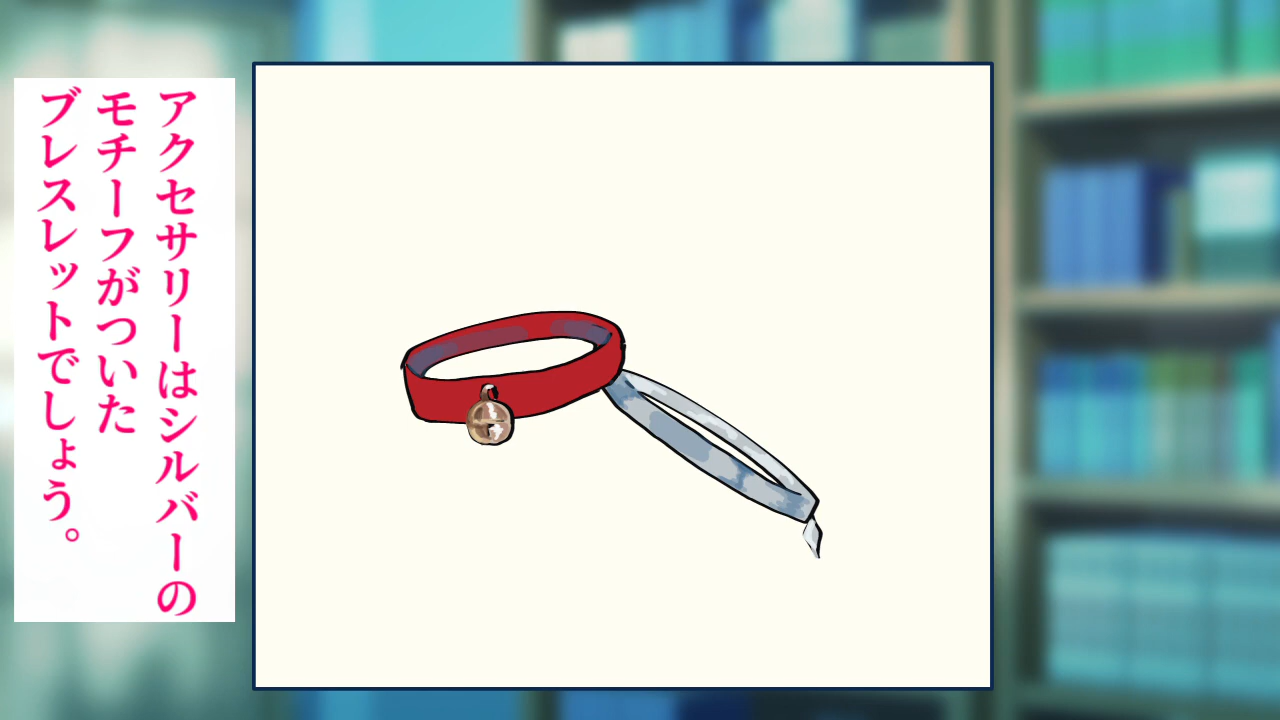 アクセサリーはシルバーの
モチーフがついた
ブレスレットでしょう。